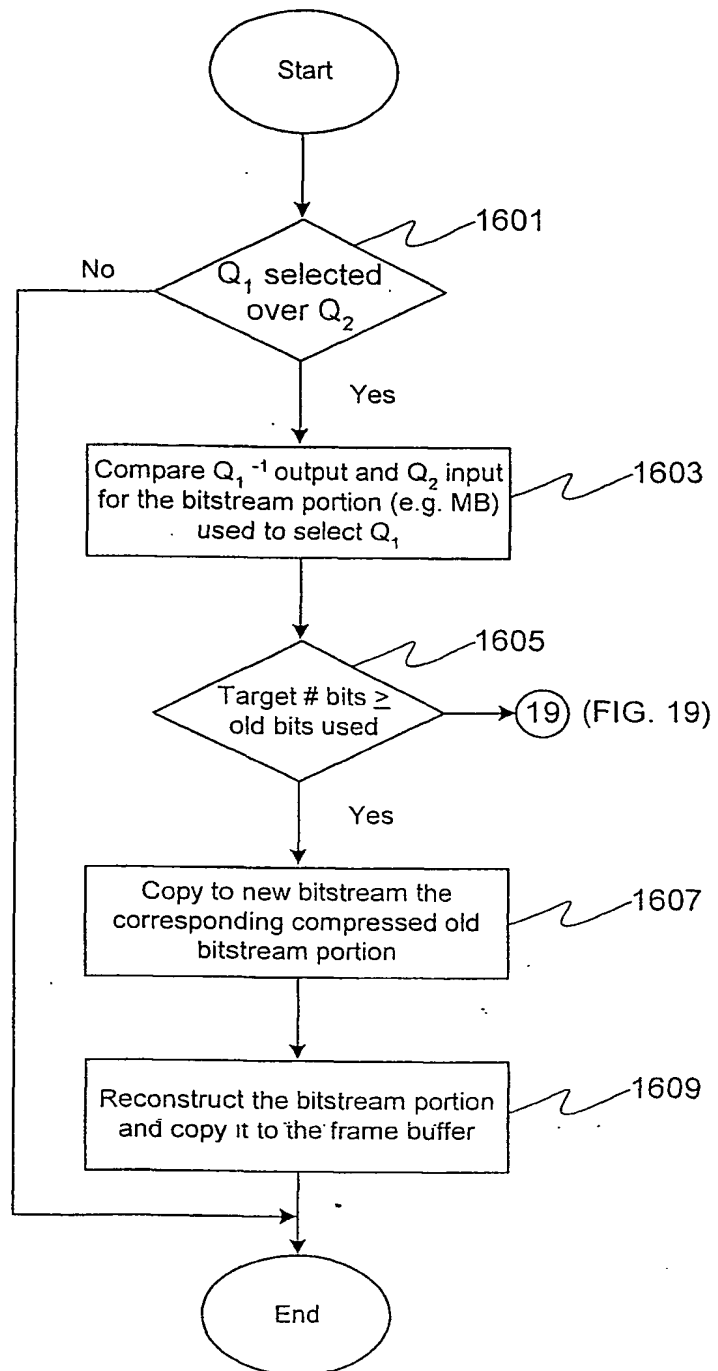 Start
1601
No
Q₁ selected
over Q₂
Yes
Compare Q₁⁻¹ output and Q₂ input
for the bitstream portion (e.g. MB)
used to select Q₁
1603
1605
Target # bits ≥
old bits used
19 (FIG. 19)
Yes
Copy to new bitstream the
corresponding compressed old
bitstream portion
1607
Reconstruct the bitstream portion
and copy it to the frame buffer
1609
End